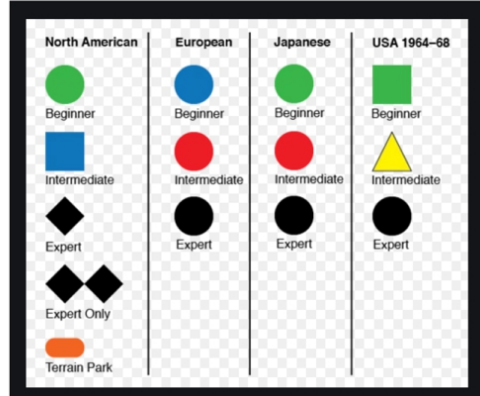 North American
European
Japanese
USA 1964–68
Beginner
Beginner
Beginner
Beginner
Intermediate
Intermediate
Intermediate
Intermediate
Expert
Expert
Expert
Expert
Expert Only
Terrain Park